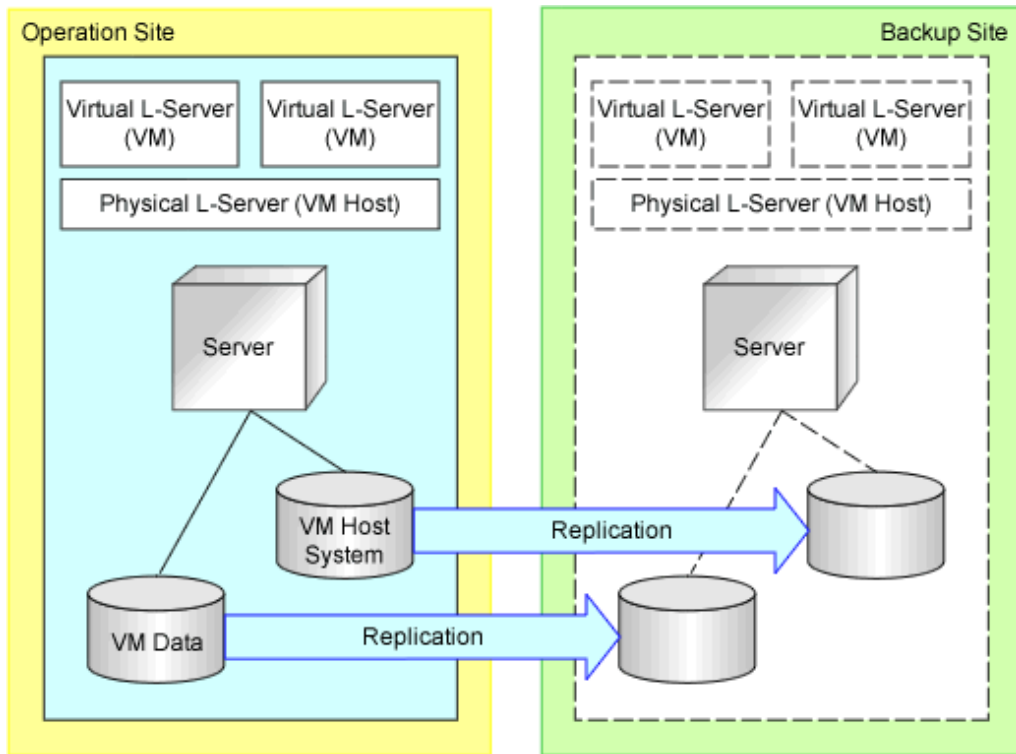 Operation Site
Virtual L-Server
(VM)
Virtual L-Server
(VM)
Physical L-Server (VM Host)
Server
VM Host
System
VM Data
Replication
Replication
Backup Site
Virtual L-Server
(VM)
Virtual L-Server
(VM)
Physical L-Server (VM Host)
Server